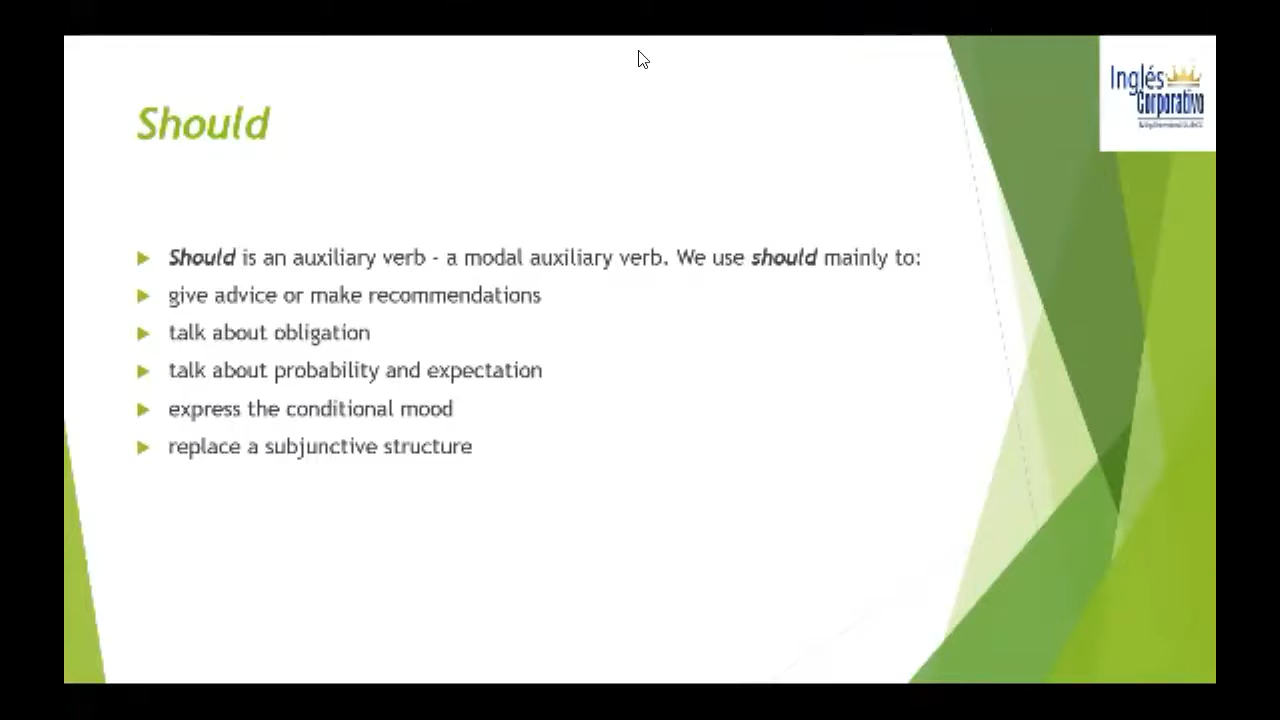 Inglés
Corporativo
Should
Should is an auxiliary verb - a modal auxiliary verb. We use should mainly to:
give advice or make recommendations
talk about obligation
talk about probability and expectation
express the conditional mood
replace a subjunctive structure